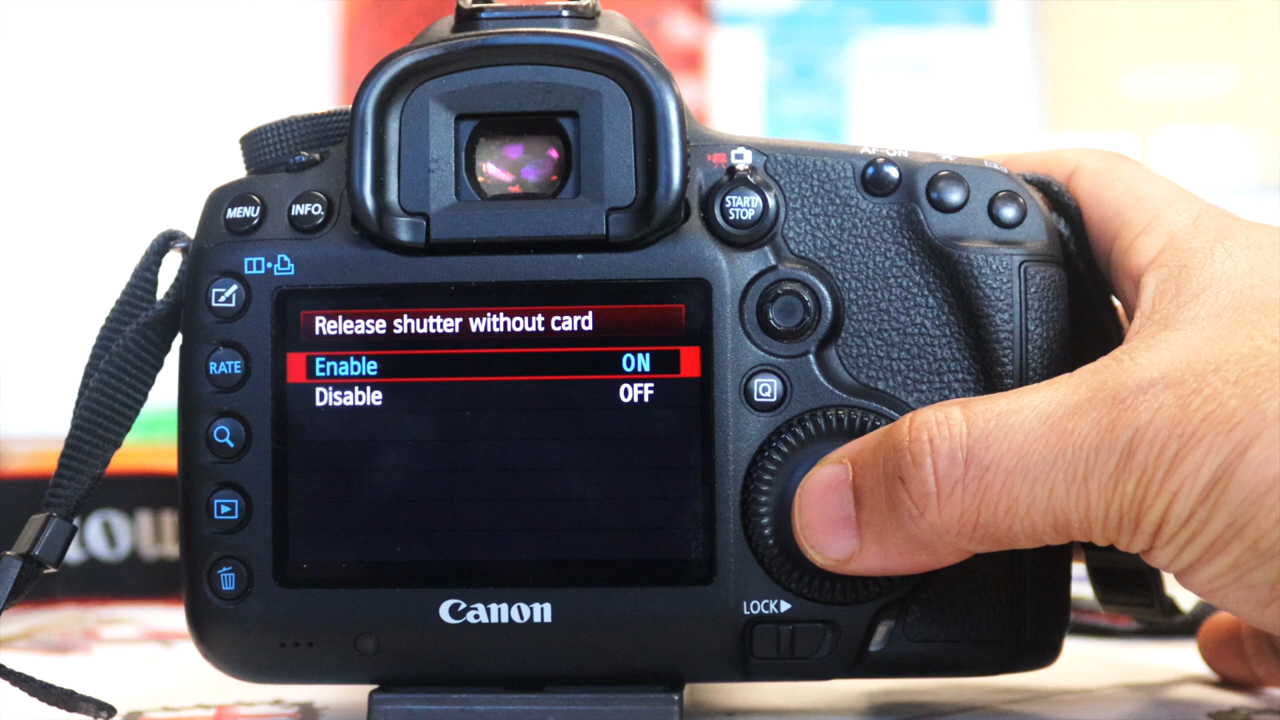 MENU
INFO.
START/
STOP
AF-ON
RATE
Release shutter without card
Enable ON
Disable OFF
Q
Canon
LOCK